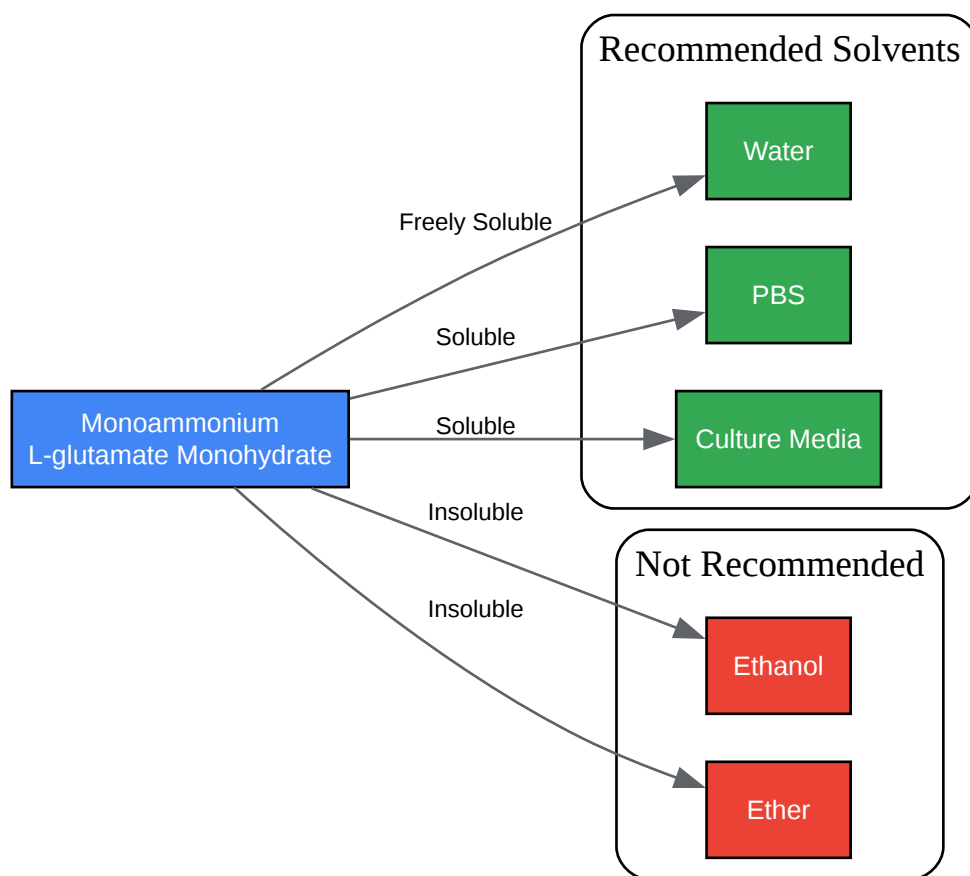 Recommended Solvents
Water
Freely Soluble
PBS
Soluble
Monoammonium
L-glutamate Monohydrate
Soluble
Culture Media
Insoluble
Not Recommended
Insoluble
Ethanol
Ether